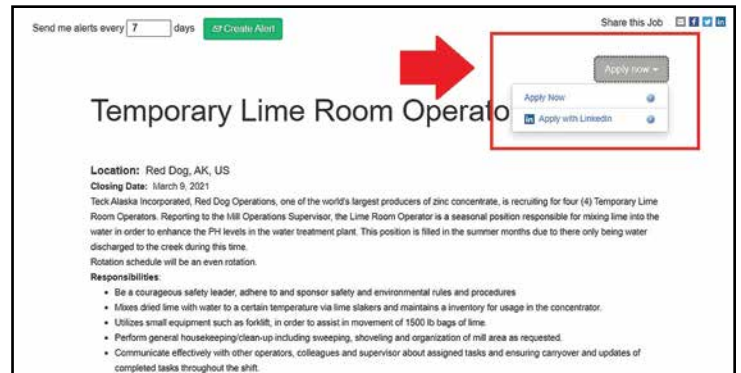 Send me alerts every 7 days Create Alert
Share this Job
Apply now
Apply Now
Apply with LinkedIn
Temporary Lime Room Operato
Location: Red Dog, AK, US
Closing Date: March 9, 2021
Teck Alaska Incorporated, Red Dog Operations, one of the world's largest producers of zinc concentrate, is recruiting for four (4) Temporary Lime
Room Operators. Reporting to the Mill Operations Supervisor, the Lime Room Operator is a seasonal position responsible for mixing lime into the
water in order to enhance the PH levels in the water treatment plant. This position is filled in the summer months due to there only being water
discharged to the creek during this time.
Rotation schedule will be an even rotation.
Responsibilities:
• Be a courageous safety leader, adhere to and sponsor safety and environmental rules and procedures
• Mixes dried lime with water to a certain temperature via lime slakers and maintains a inventory for usage in the concentrator.
• Utilizes small equipment such as forklift, in order to assist in movement of 1500 lb bags of lime.
• Perform general housekeeping/clean-up including sweeping, shoveling and organization of mill area as requested.
• Communicate effectively with other operators, colleagues and supervisor about assigned tasks and ensuring carryover and updates of
completed tasks throughout the shift.